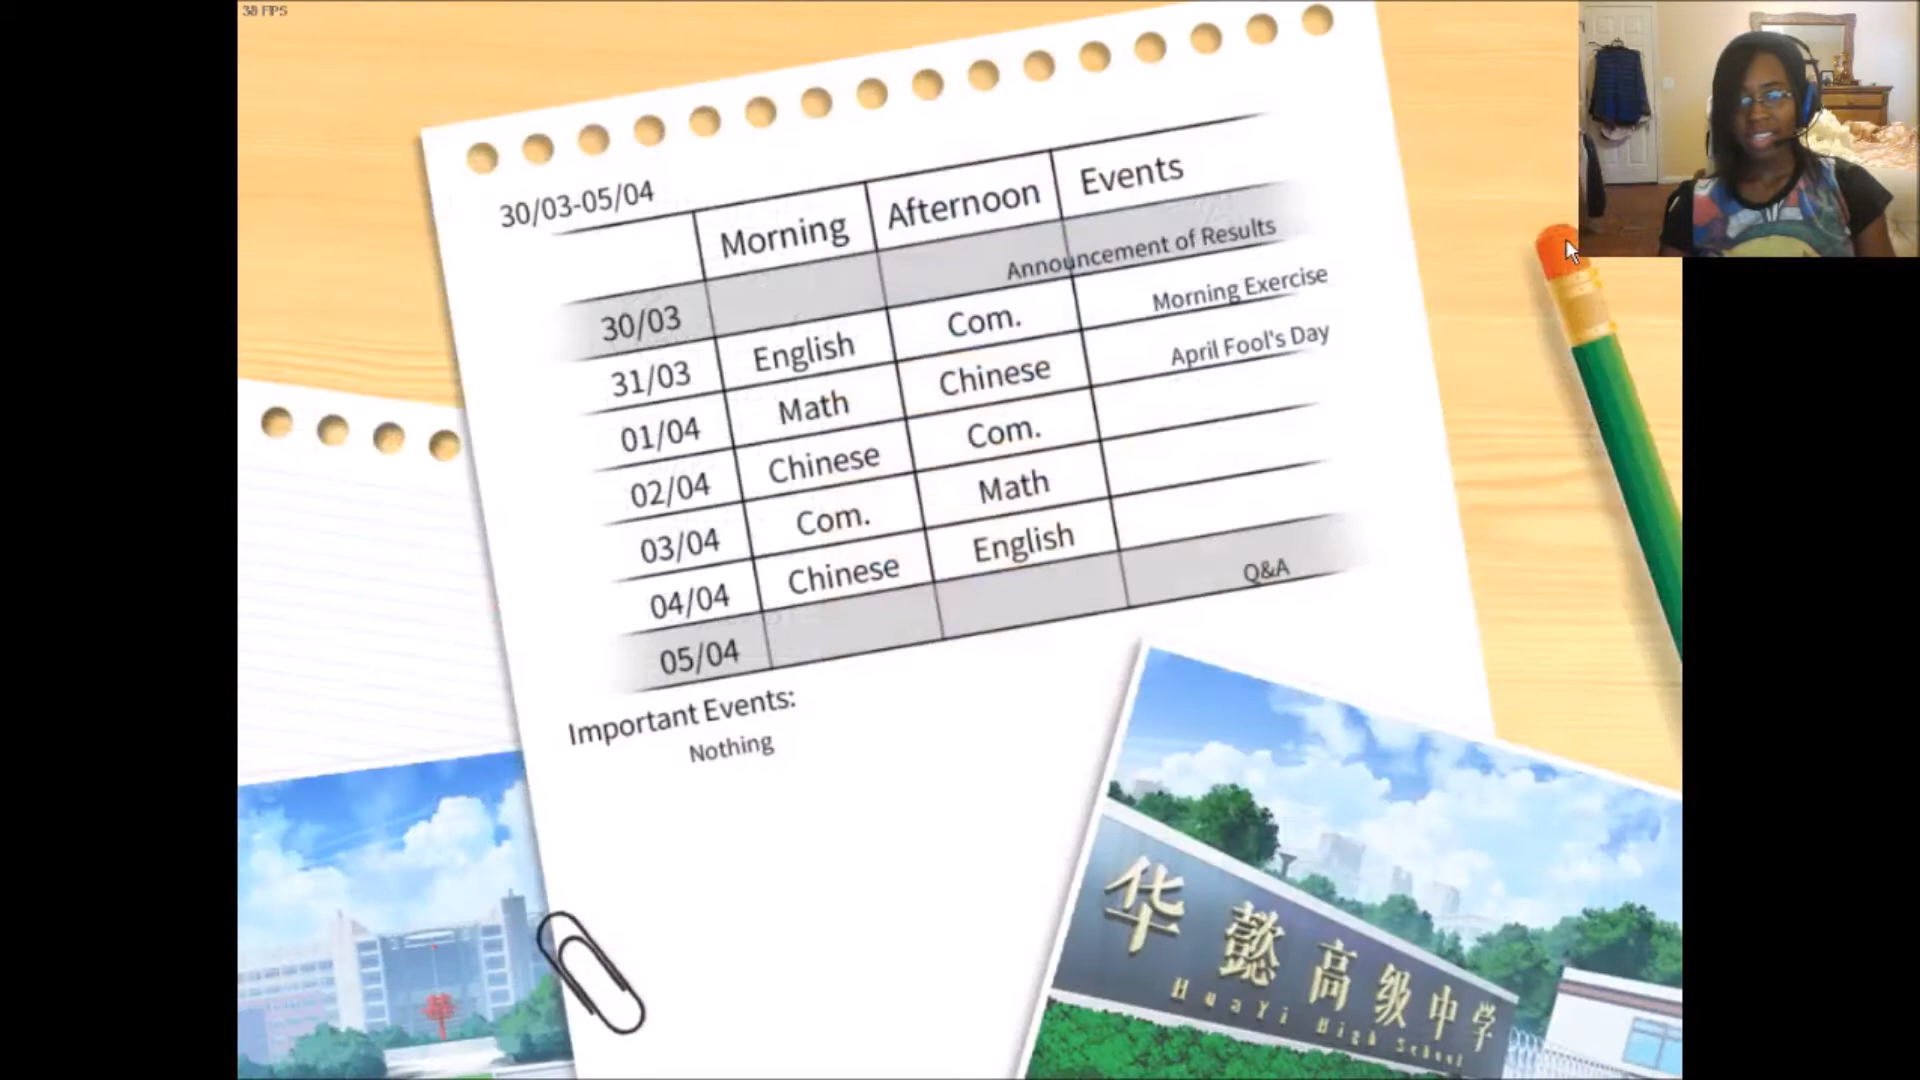 38 FPS
30/03-05/04
Morning Afternoon Events
30/03 Announcement of Results
31/03 English Com. Morning Exercise
01/04 Math Chinese April Fool's Day
02/04 Chinese Com.
03/04 Com. Math
04/04 Chinese English
05/04 Q&A
Important Events:
Nothing
华懿高级中学
HuaYi High School